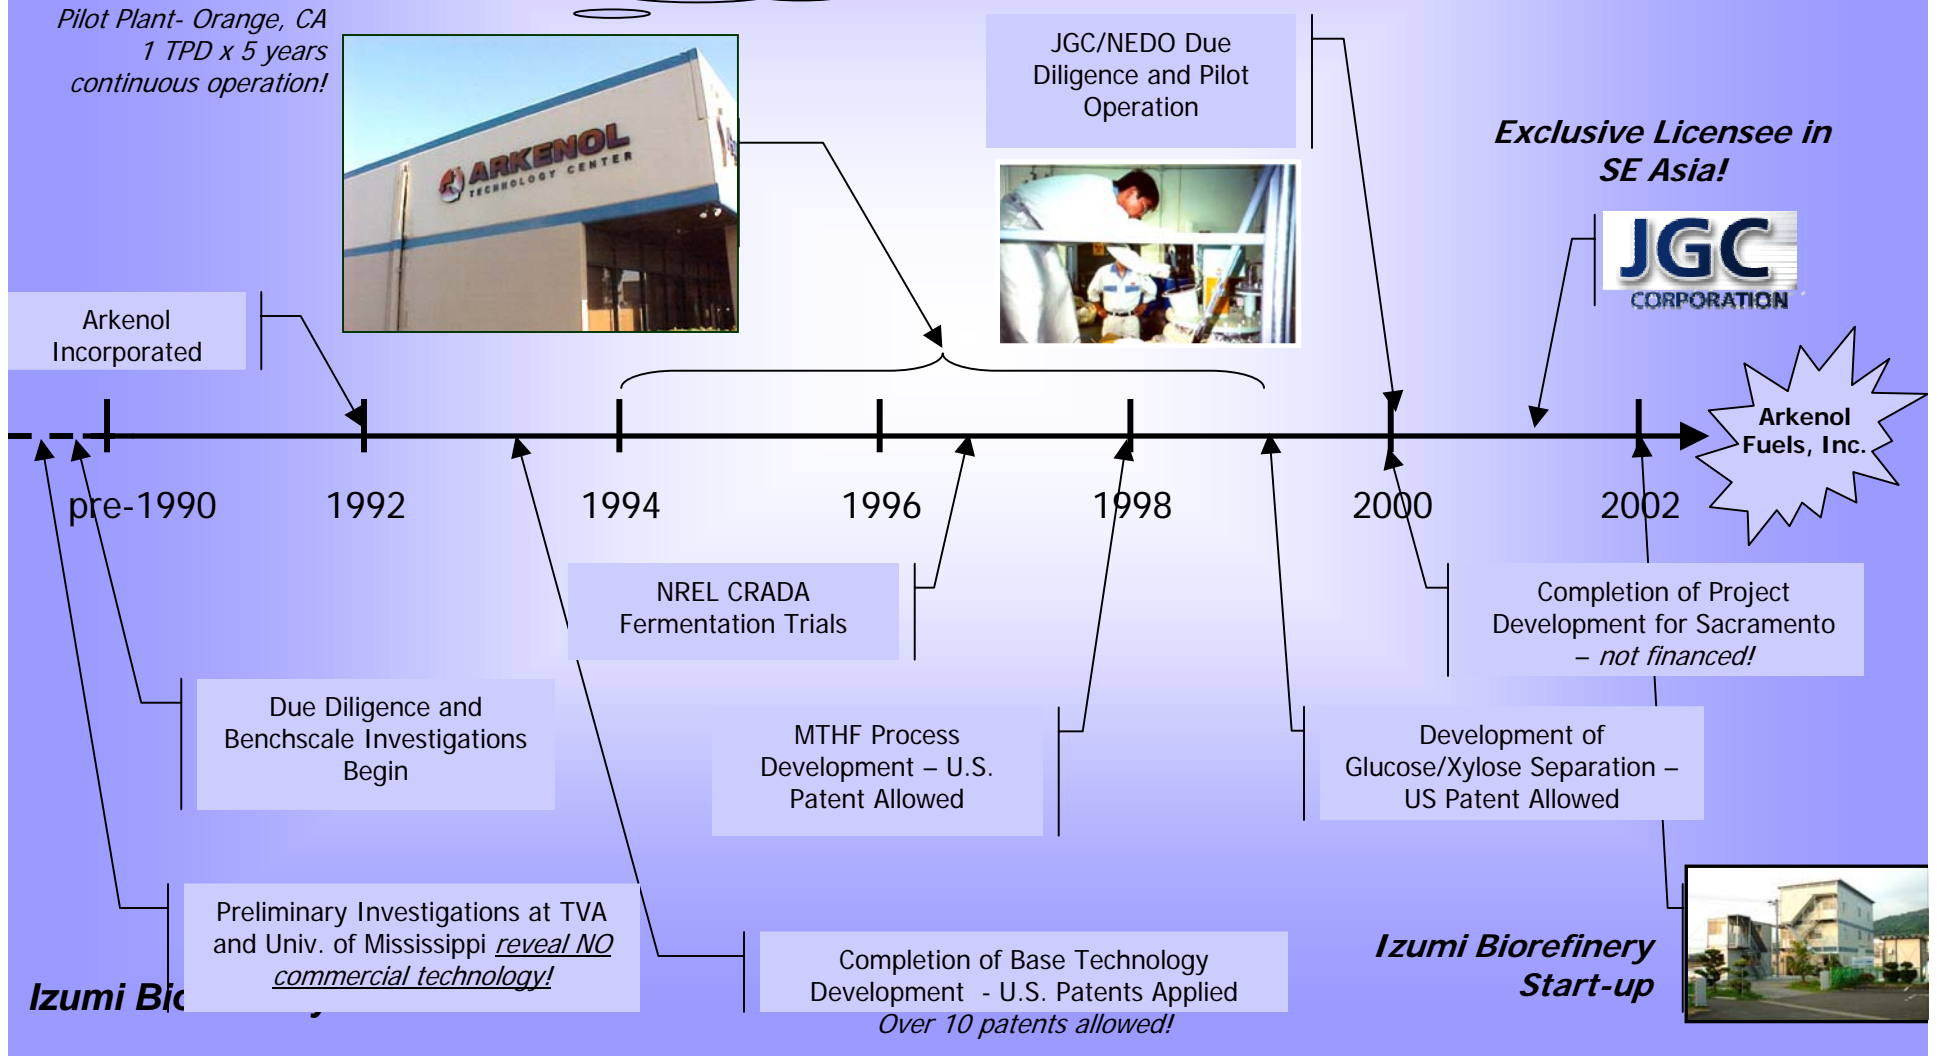 Pilot Plant- Orange, CA
1 TPD x 5 years
continuous operation!
ARKENOL
TECHNOLOGY CENTER
JGC/NEDO Due
Diligence and Pilot
Operation
Exclusive Licensee in
SE Asia!
JGC
CORPORATION
Arkenol
Incorporated
Arkenol
Fuels, Inc.
pre-1990 1992 1994 1996 1998 2000 2002
NREL CRADA
Fermentation Trials
Completion of Project
Development for Sacramento
– not financed!
Due Diligence and
Benchscale Investigations
Begin
MTHF Process
Development – U.S.
Patent Allowed
Development of
Glucose/Xylose Separation –
US Patent Allowed
Preliminary Investigations at TVA
and Univ. of Mississippi reveal NO
commercial technology!
Completion of Base Technology
Development - U.S. Patents Applied
Over 10 patents allowed!
Izumi Biorefinery
Start-up
Izumi